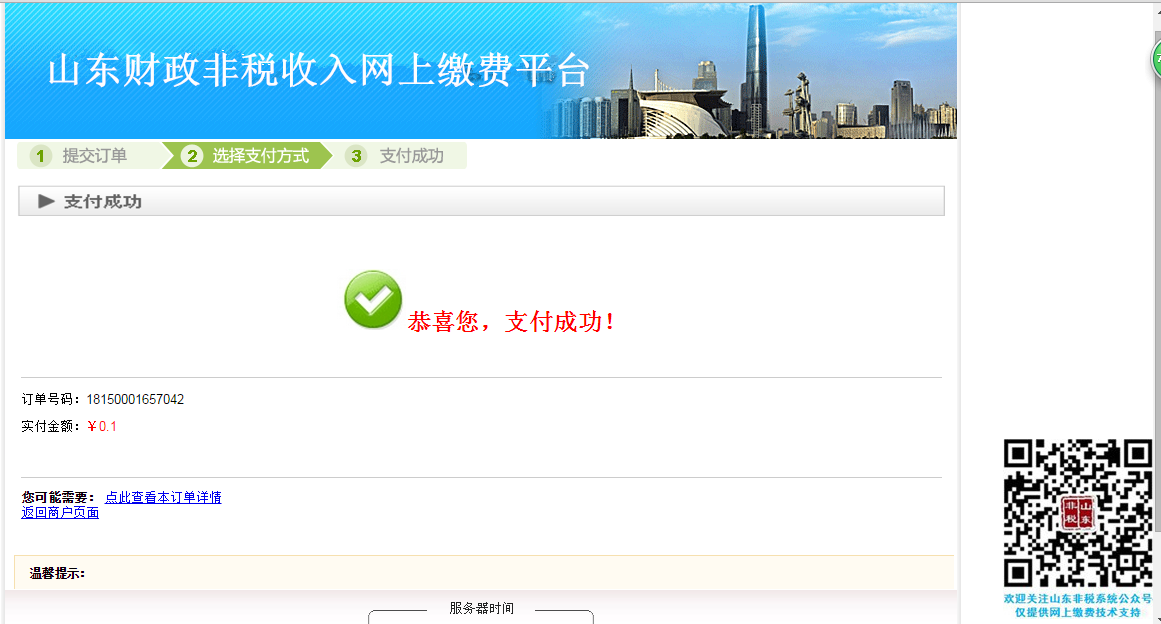 山东财政非税收入网上缴费平台
1 提交订单 2 选择支付方式 3 支付成功
支付成功
恭喜您，支付成功！
订单号码：18150001657042
实付金额：￥0.1
您可能需要： 点此查看本订单详情
返回商户页面
温馨提示：
服务器时间
非税
山东
欢迎关注山东非税系统公众号
仅提供网上缴费技术支持